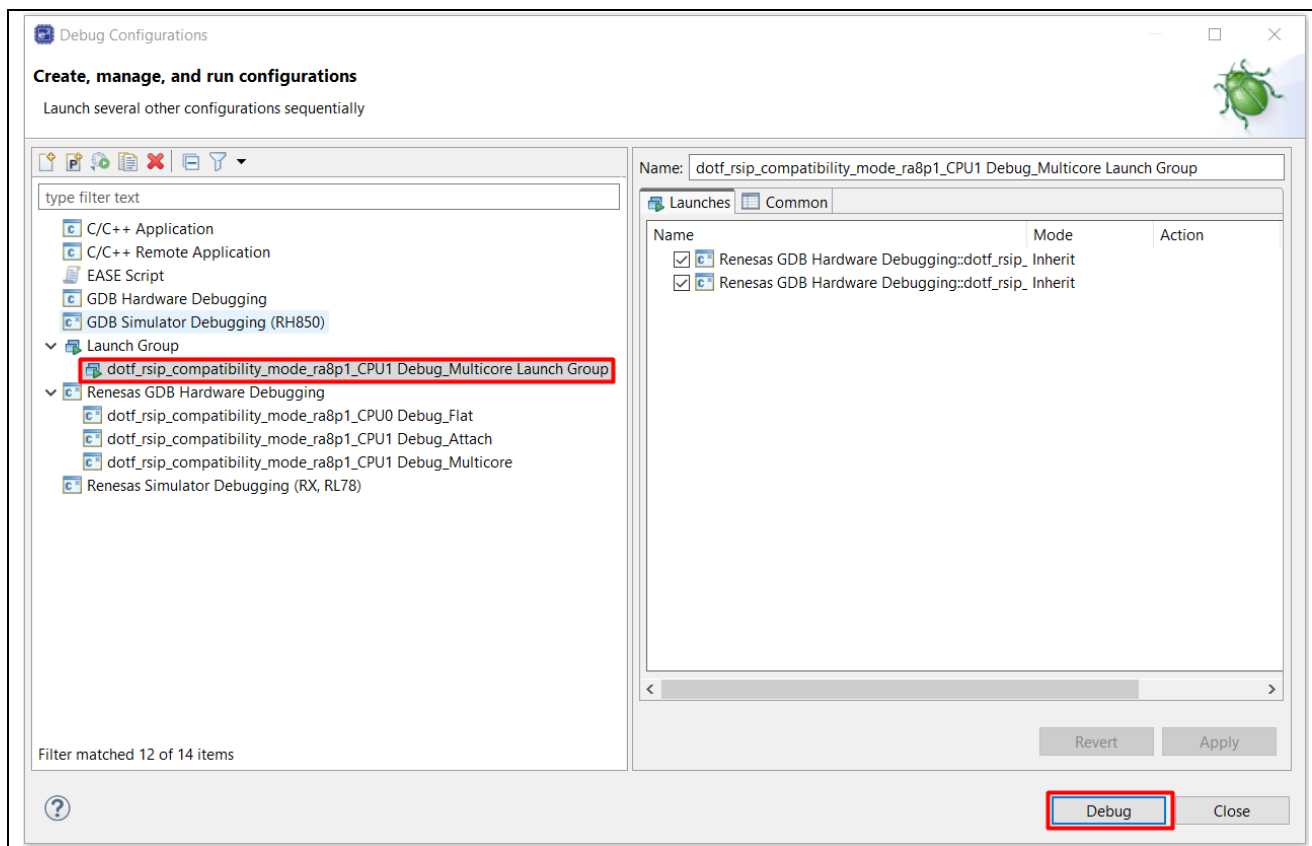 Debug Configurations
Create, manage, and run configurations
Launch several other configurations sequentially
type filter text
C/C++ Application
C/C++ Remote Application
EASE Script
GDB Hardware Debugging
GDB Simulator Debugging (RH850)
Launch Group
dotf_rsip_compatibility_mode_ra8p1_CPU1 Debug_Multicore Launch Group
Renesas GDB Hardware Debugging
dotf_rsip_compatibility_mode_ra8p1_CPU0 Debug_Flat
dotf_rsip_compatibility_mode_ra8p1_CPU1 Debug_Attach
dotf_rsip_compatibility_mode_ra8p1_CPU1 Debug_Multicore
Renesas Simulator Debugging (RX, RL78)
Filter matched 12 of 14 items
Name: dotf_rsip_compatibility_mode_ra8p1_CPU1 Debug_Multicore Launch Group
Launches Common
Name Mode Action
Renesas GDB Hardware Debugging::dotf_rsip_ Inherit
Renesas GDB Hardware Debugging::dotf_rsip_ Inherit
Revert Apply
Debug Close